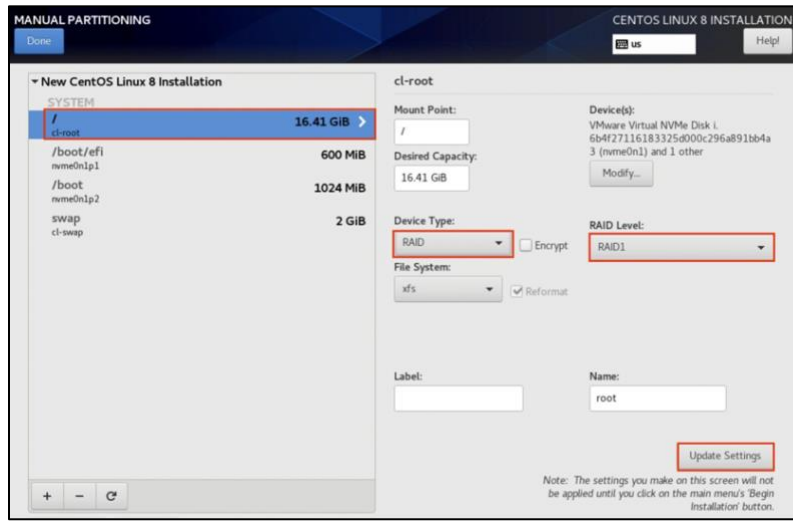 MANUAL PARTITIONING
CENTOS LINUX 8 INSTALLATION
Done
us
Help!
New CentOS Linux 8 Installation
SYSTEM
/
16.41 GiB
cl-root
/boot/efi
600 MiB
nvme0n1p1
/boot
1024 MiB
nvme0n1p2
swap
2 GiB
cl-swap
cl-root
Mount Point:
/
Desired Capacity:
16.41 GiB
Device(s):
VMware Virtual NVMe Disk i.
6b4f27116183325d000c296a891bb4a
3 (nvme0n1) and 1 other
Modify...
Device Type:
RAID
Encrypt
RAID Level:
RAID1
File System:
xfs
Reformat
Label:
Name:
root
Update Settings
Note: The settings you make on this screen will not
be applied until you click on the main menu's 'Begin
Installation' button.
+ -